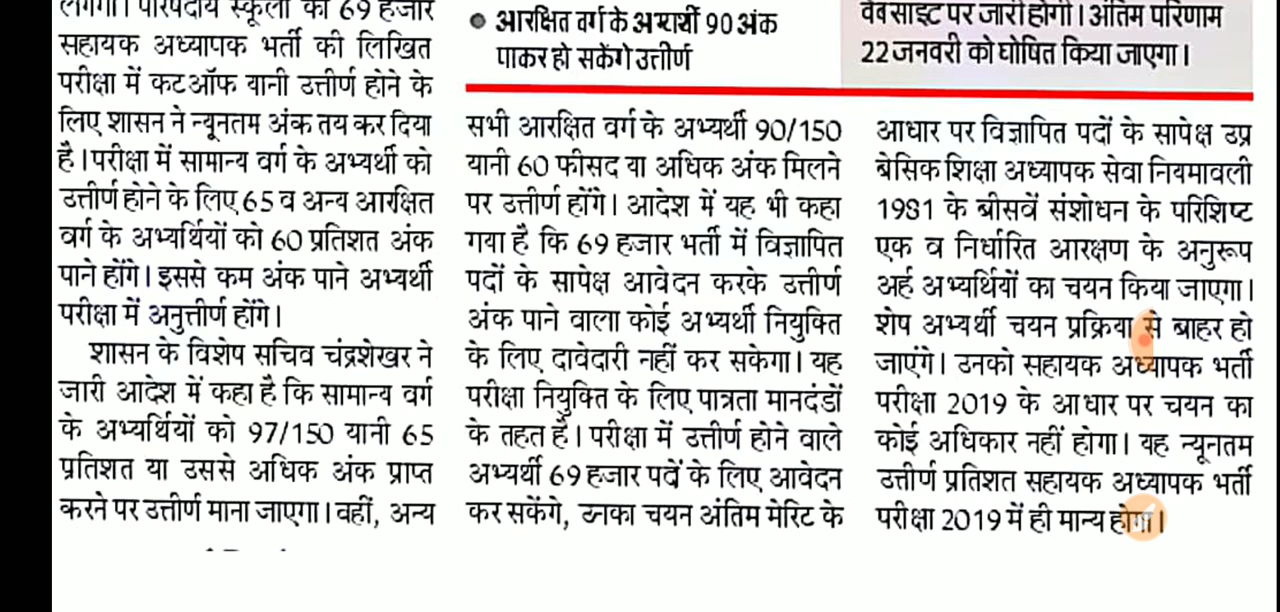 लगेगी। परिषदीय स्कूलों की 69 हजार
सहायक अध्यापक भर्ती की लिखित
परीक्षा में कटऑफ यानी उत्तीर्ण होने के
लिए शासन ने न्यूनतम अंक तय कर दिया
है। परीक्षा में सामान्य वर्ग के अभ्यर्थी को
उत्तीर्ण होने के लिए 65 व अन्य आरक्षित
वर्ग के अभ्यर्थियों को 60 प्रतिशत अंक
पाने होंगे। इससे कम अंक पाने अभ्यर्थी
परीक्षा में अनुत्तीर्ण होंगे।
शासन के विशेष सचिव चंद्रशेखर ने
जारी आदेश में कहा है कि सामान्य वर्ग
के अभ्यर्थियों को 97/150 यानी 65
प्रतिशत या उससे अधिक अंक प्राप्त
करने पर उत्तीर्ण माना जाएगा। वहीं, अन्य
आरक्षित वर्ग के अभ्यर्थी 90 अंक
पाकर हो सकेंगे उत्तीर्ण
सभी आरक्षित वर्ग के अभ्यर्थी 90/150
यानी 60 फीसद या अधिक अंक मिलने
पर उत्तीर्ण होंगे। आदेश में यह भी कहा
गया है कि 69 हजार भर्ती में विज्ञापित
पदों के सापेक्ष आवेदन करके उत्तीर्ण
अंक पाने वाला कोई अभ्यर्थी नियुक्ति
के लिए दावेदारी नहीं कर सकेगा। यह
परीक्षा नियुक्ति के लिए पात्रता मानदंडों
के तहत है। परीक्षा में उत्तीर्ण होने वाले
अभ्यर्थी 69 हजार पदों के लिए आवेदन
कर सकेंगे, उनका चयन अंतिम मेरिट के
वेबसाइट पर जारी होगी। अंतिम परिणाम
22 जनवरी को घोषित किया जाएगा।
आधार पर विज्ञापित पदों के सापेक्ष उप्र
बेसिक शिक्षा अध्यापक सेवा नियमावली
1981 के बीसवें संशोधन के परिशिष्ट
एक व निर्धारित आरक्षण के अनुरूप
अर्ह अभ्यर्थियों का चयन किया जाएगा।
शेष अभ्यर्थी चयन प्रक्रिया से बाहर हो
जाएंगे। उनको सहायक अध्यापक भर्ती
परीक्षा 2019 के आधार पर चयन का
कोई अधिकार नहीं होगा। यह न्यूनतम
उत्तीर्ण प्रतिशत सहायक अध्यापक भर्ती
परीक्षा 2019 में ही मान्य होगा।